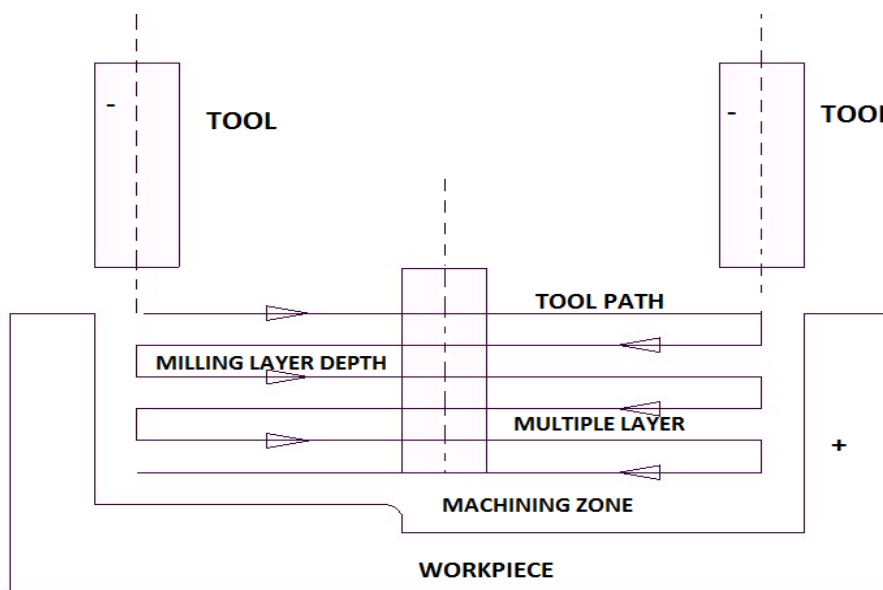 -
TOOL
-
TOOL
TOOL PATH
MILLING LAYER DEPTH
MULTIPLE LAYER
+
MACHINING ZONE
WORKPIECE